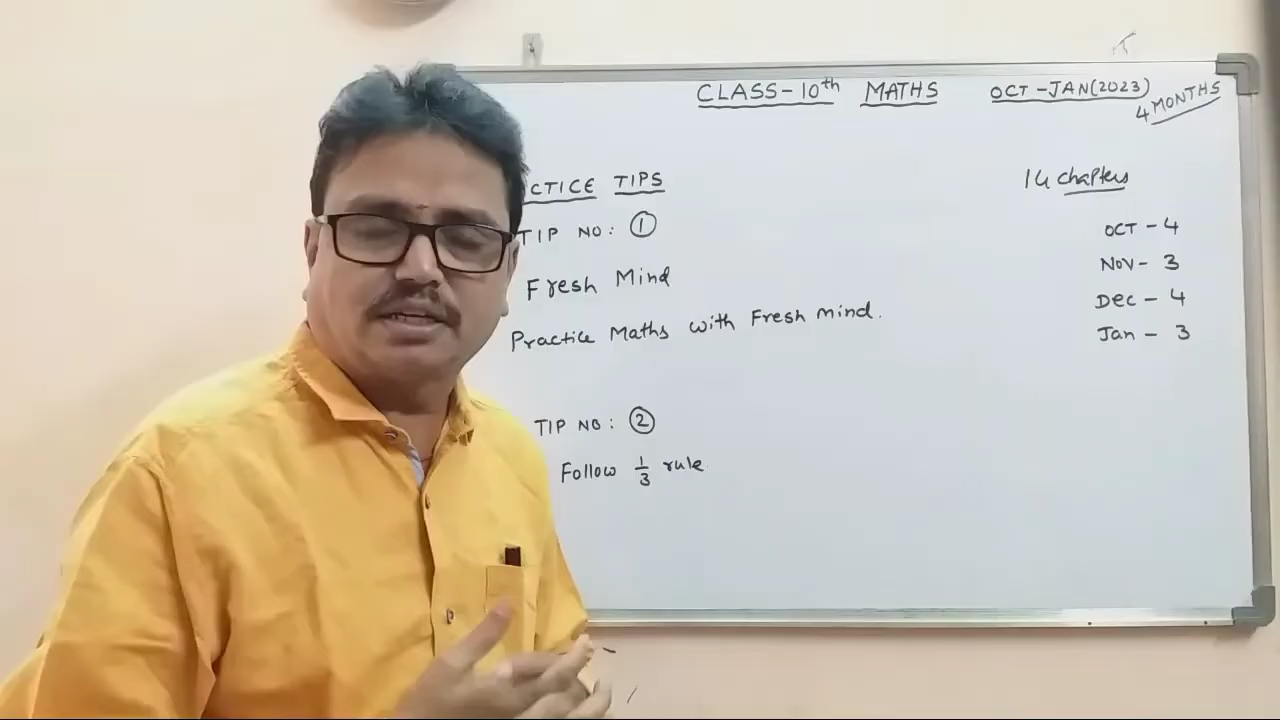 CLASS-10th MATHS OCT-JAN(2023)
4 MONTHS
CTICE TIPS
TIP NO: 1
Fresh Mind
Practice Maths with Fresh mind.
TIP NO: 2
Follow 1/3 rule
14 chapters
OCT - 4
NOV - 3
Dec - 4
Jan - 3